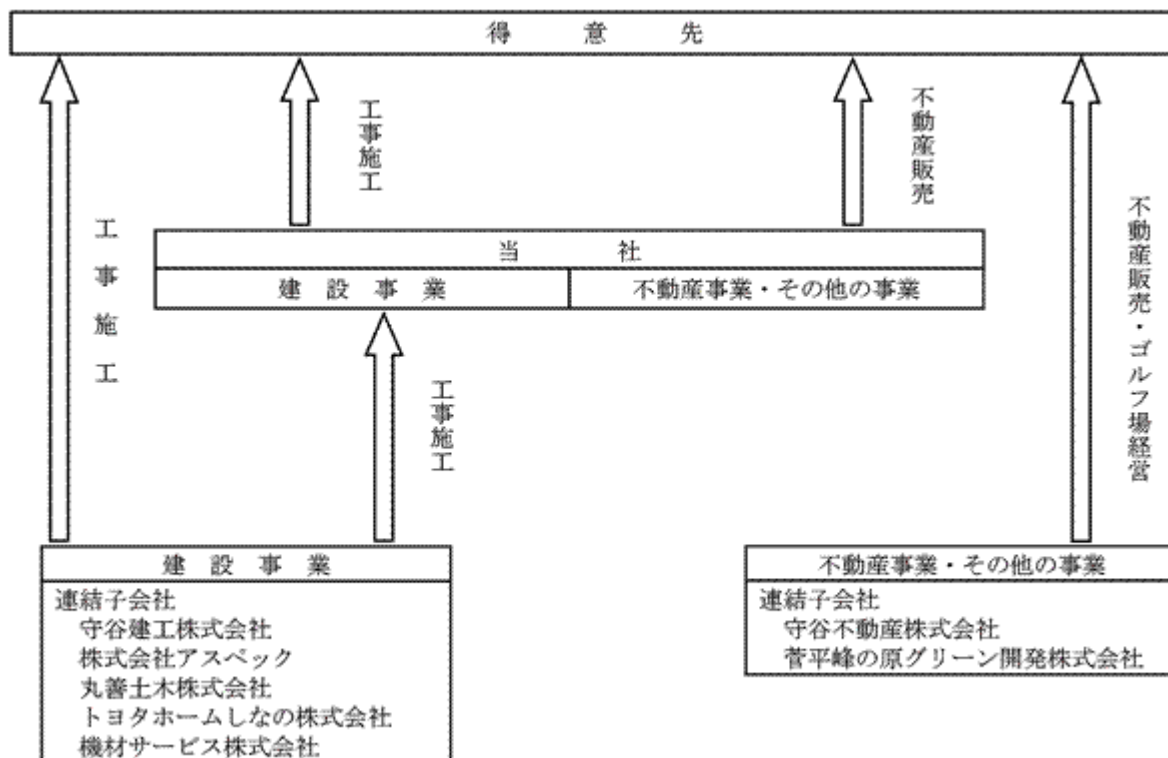 得意先
工事施工
不動産販売
工事施工
不動産販売・ゴルフ場経営
当社
建設事業
不動産事業・その他の事業
工事施工
建設事業
連結子会社
守谷建工株式会社
株式会社アスペック
丸善土木株式会社
トヨタホームしなの株式会社
機材サービス株式会社
不動産事業・その他の事業
連結子会社
守谷不動産株式会社
菅平峰の原グリーン開発株式会社